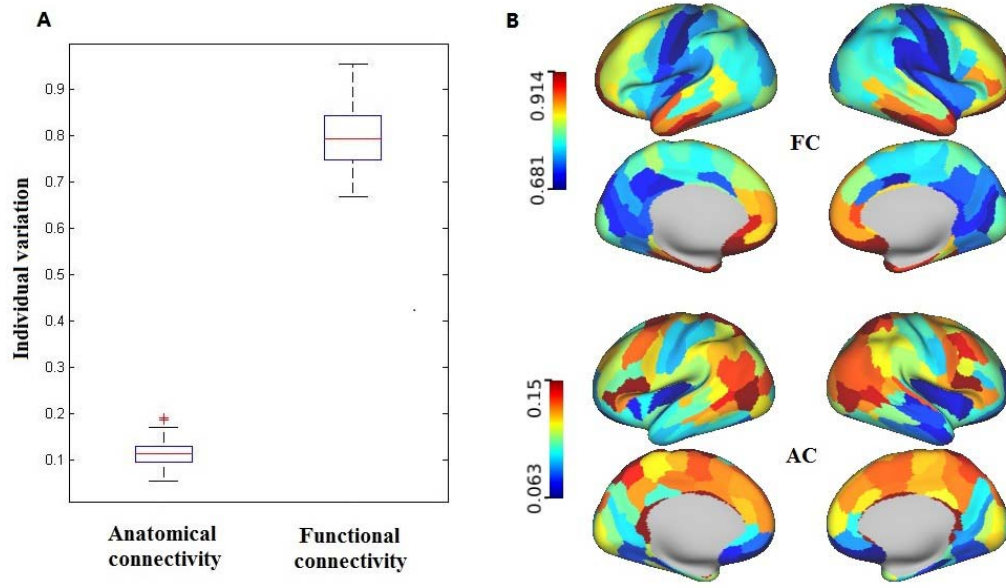 A
B
Individual variation
0.9
0.8
0.7
0.6
0.5
0.4
0.3
0.2
0.1
Anatomical
connectivity
Functional
connectivity
0.914
0.681
FC
0.15
0.063
AC